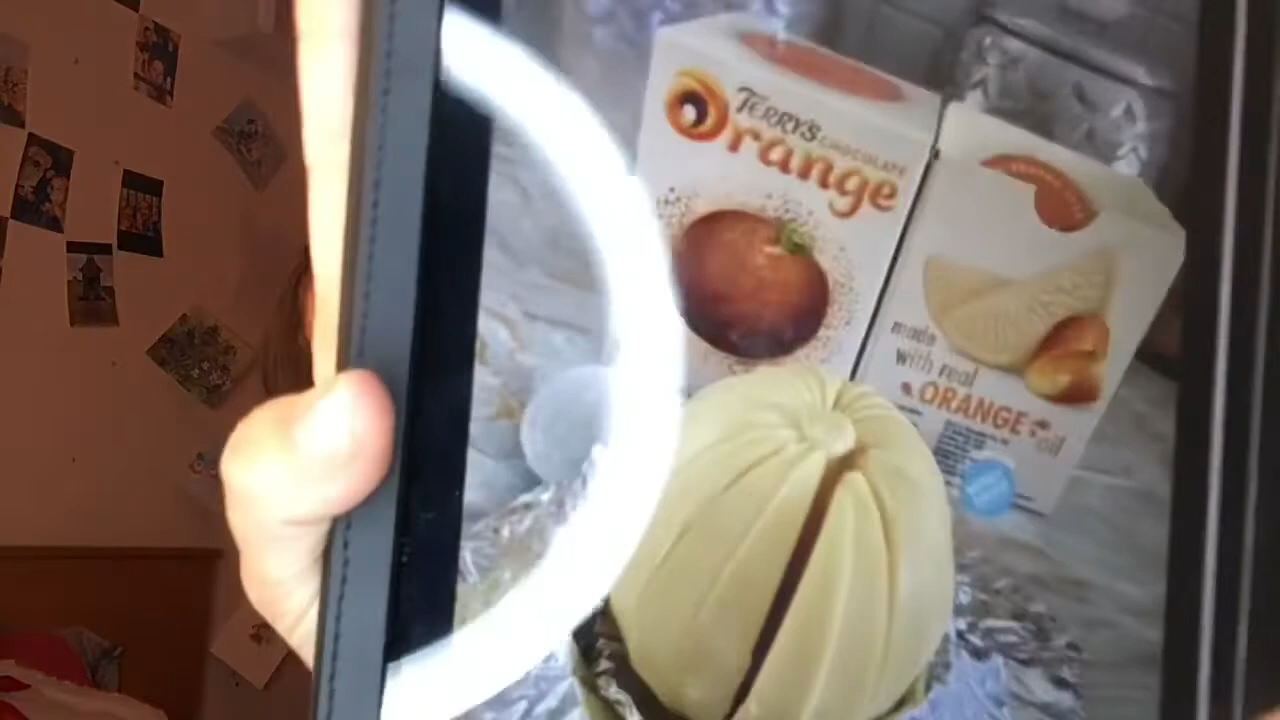 TERRY'S
CHOCOLATE
Orange
made
with real
ORANGE oil